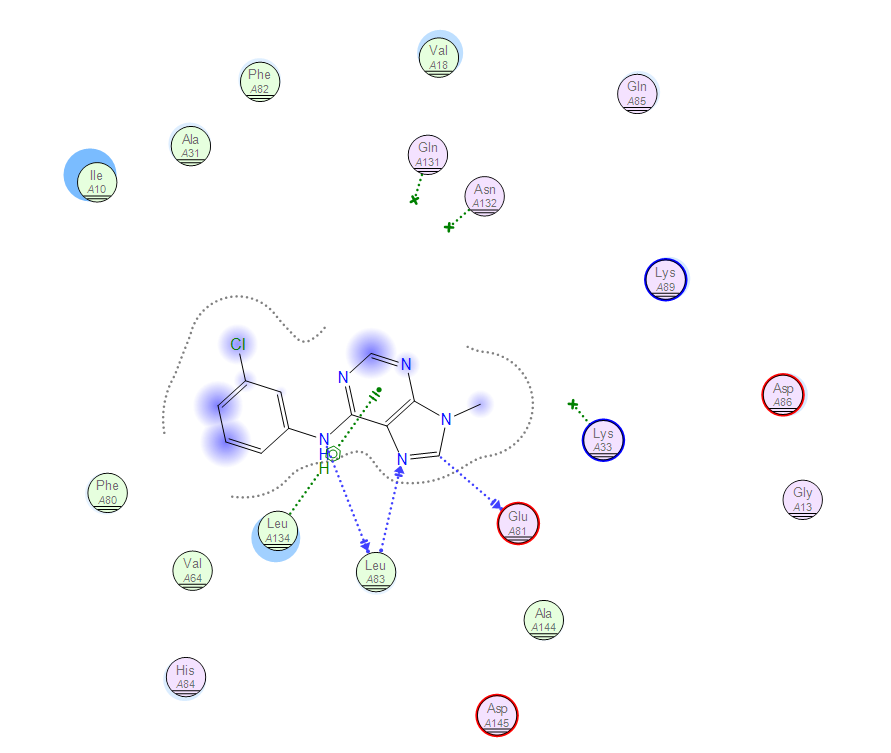 Val
A18
Phe
A82
Gln
A85
Ala
A31
Gln
A131
Ile
A10
Asn
A132
Lys
A89
Cl
N
N
Asp
A86
N
Lys
A33
N
H
H
N
Phe
A80
Gly
A13
Glu
A81
Leu
A134
Val
A64
Leu
A83
Ala
A144
His
A84
Asp
A145